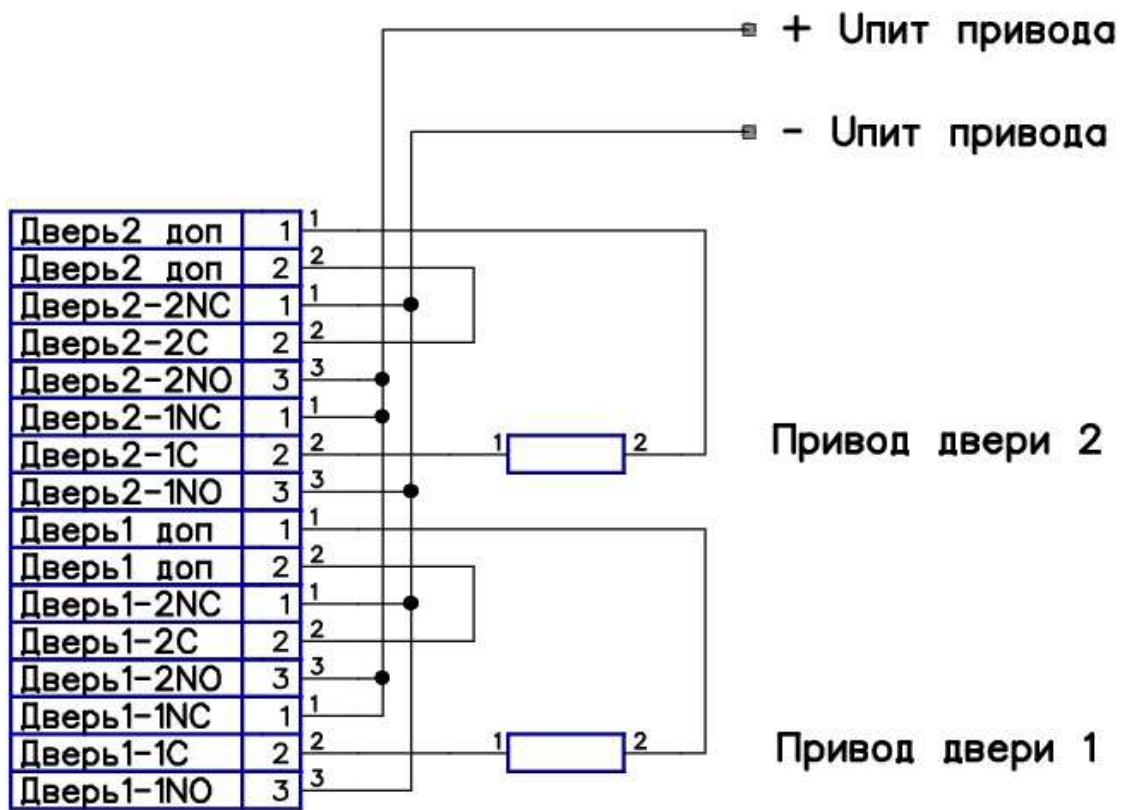 + Uпит привода
- Uпит привода
Дверь2 доп 1 1
Дверь2 доп 2 2
Дверь2-2NC 1 1
Дверь2-2C 2 2
Дверь2-2NO 3 3
Дверь2-1NC 1 1
Дверь2-1C 2 2 1 2 Привод двери 2
Дверь2-1NO 3 3
Дверь1 доп 1 1
Дверь1 доп 2 2
Дверь1-2NC 1 1
Дверь1-2C 2 2
Дверь1-2NO 3 3
Дверь1-1NC 1 1
Дверь1-1C 2 2 1 2 Привод двери 1
Дверь1-1NO 3 3